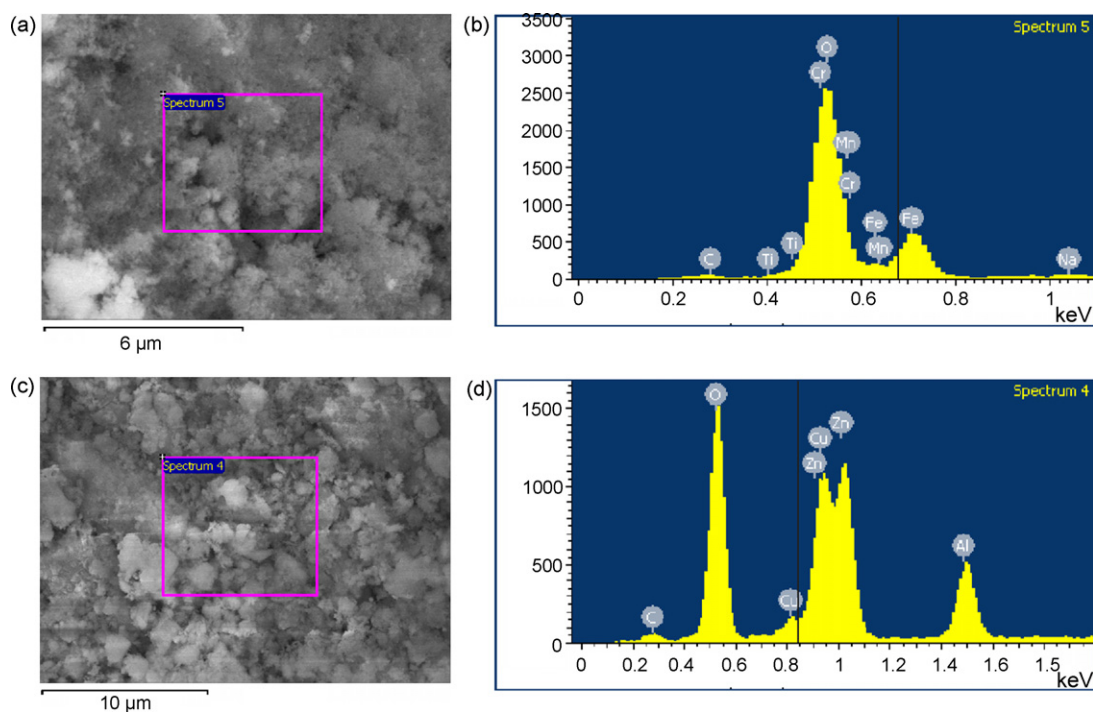 (a)
Spectrum 5
6 µm
(b)
Spectrum 5
3500
3000
2500
2000
1500
1000
500
0
O
Cr
Mn
Cr
Fe
Mn
Fe
Ti
Ti
C
Na
0 0.2 0.4 0.6 0.8 1
keV
(c)
Spectrum 4
10 µm
(d)
Spectrum 4
1500
1000
500
0
O
Zn
Cu
Zn
Al
Cu
C
0 0.2 0.4 0.6 0.8 1 1.2 1.4 1.6 1.5
keV